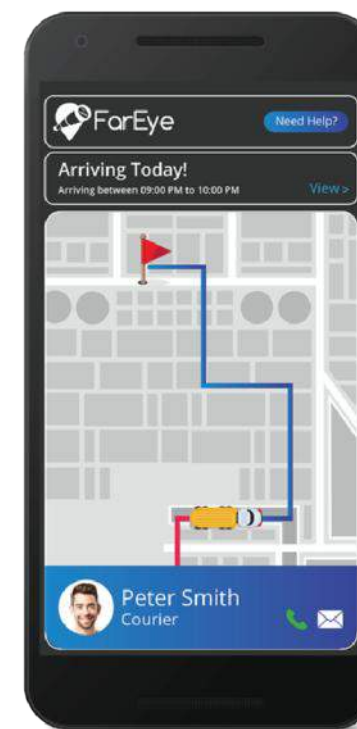 FarEye
Need Help?
Arriving Today!
Arriving between 09:00 PM to 10:00 PM
View >
Peter Smith
Courier